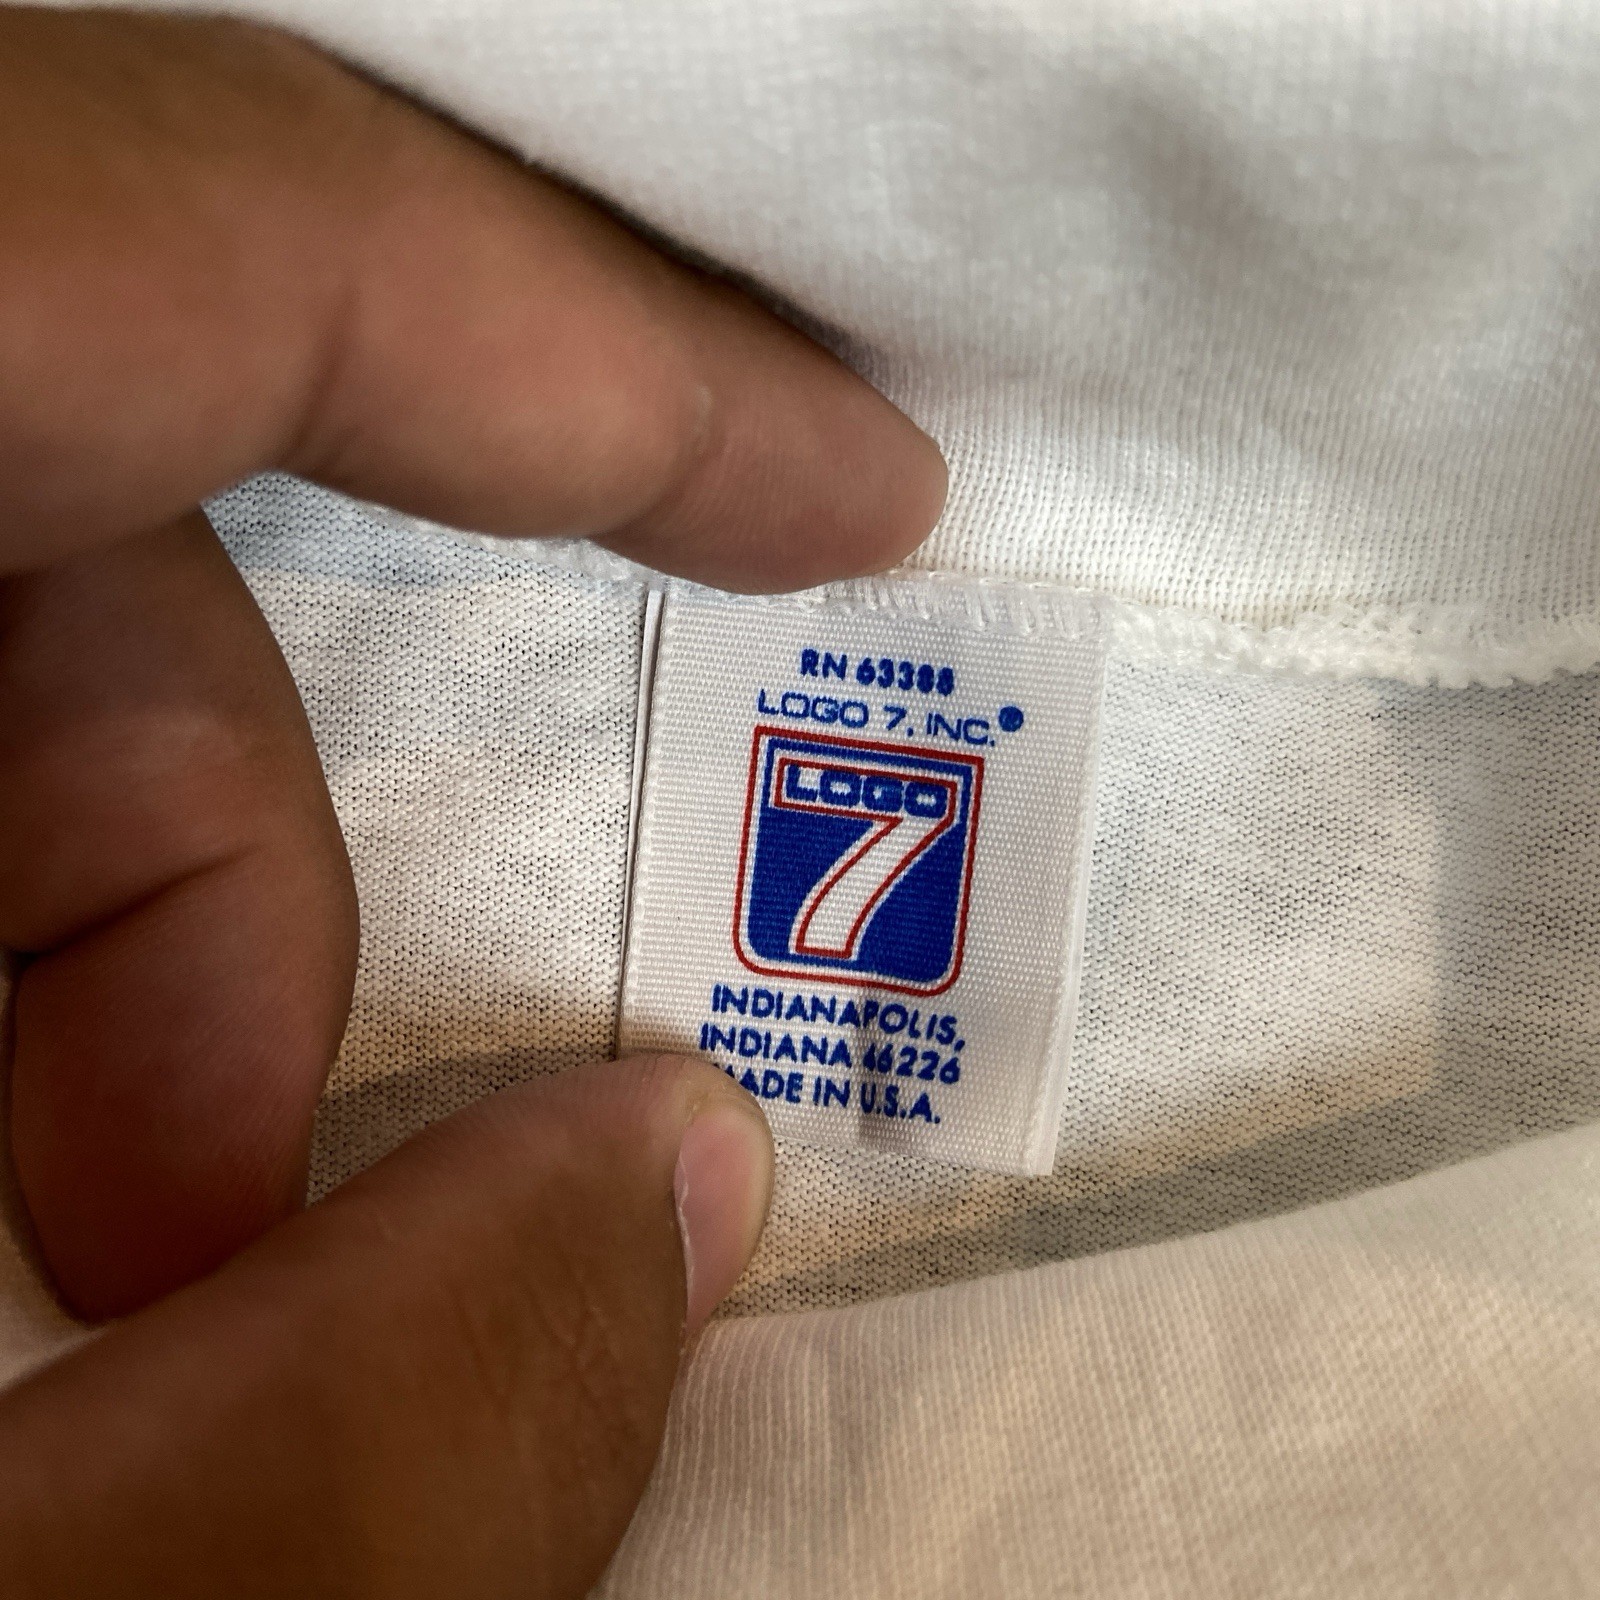 RN 63388
LOGO 7, INC.®
LOGO
7
INDIANAPOLIS,
INDIANA 46226
MADE IN U.S.A.